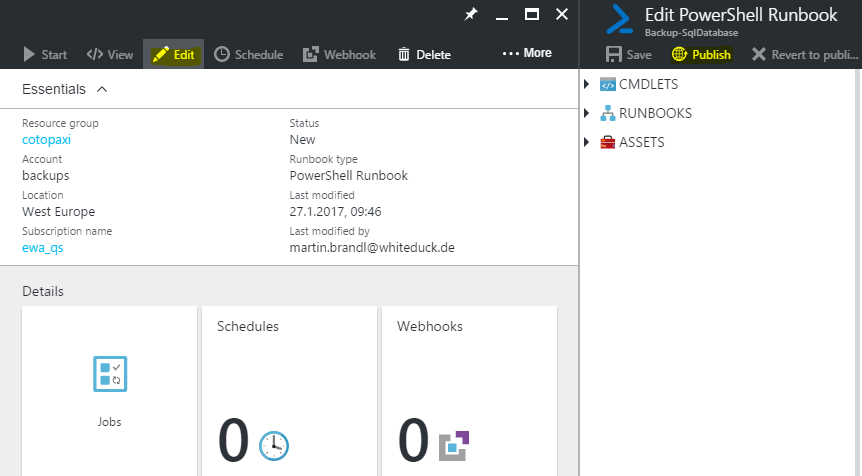 Edit PowerShell Runbook
Backup-SqlDatabase
Start View Edit Schedule Webhook Delete ••• More
Save Publish Revert to publi...
Essentials
CMDLETS
RUNBOOKS
ASSETS
Resource group
cotopaxi
Account
backups
Location
West Europe
Subscription name
ewa_qs
Status
New
Runbook type
PowerShell Runbook
Last modified
27.1.2017, 09:46
Last modified by
martin.brandl@whiteduck.de
Details
Jobs
Schedules
0
Webhooks
0